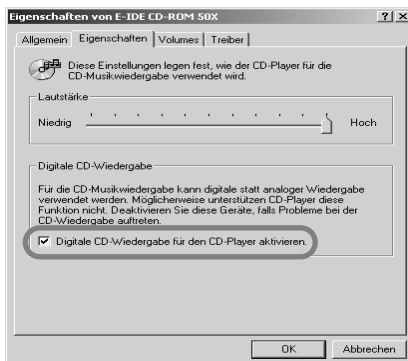 Eigenschaften von E-IDE CD-ROM 50X
Allgemein Eigenschaften Volumes Treiber
Diese Einstellungen legen fest, wie der CD-Player für die
CD-Musikwiedergabe verwendet wird.
Lautstärke
Niedrig Hoch
Digitale CD-Wiedergabe
Für die CD-Musikwiedergabe kann digitale statt analoger Wiedergabe
verwendet werden. Möglicherweise unterstützen CD-Player diese
Funktion nicht. Deaktivieren Sie diese Geräte, falls Probleme bei der
CD-Wiedergabe auftreten.
Digitale CD-Wiedergabe für den CD-Player aktivieren.
OK Abbrechen